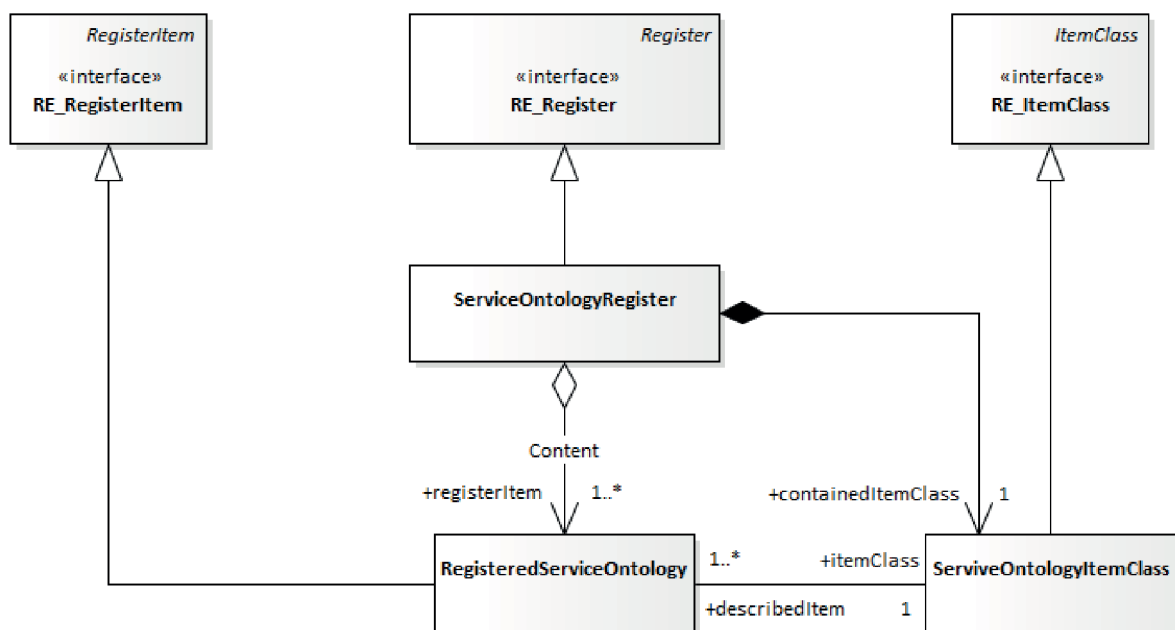 RegisterItem
«interface»
RE_RegisterItem
Register
«interface»
RE_Register
ItemClass
«interface»
RE_ItemClass
ServiceOntologyRegister
Content
+registerItem 1..*
+containedItemClass 1
RegisteredServiceOntology
1..* +itemClass
+describedItem 1
ServiveOntologyItemClass